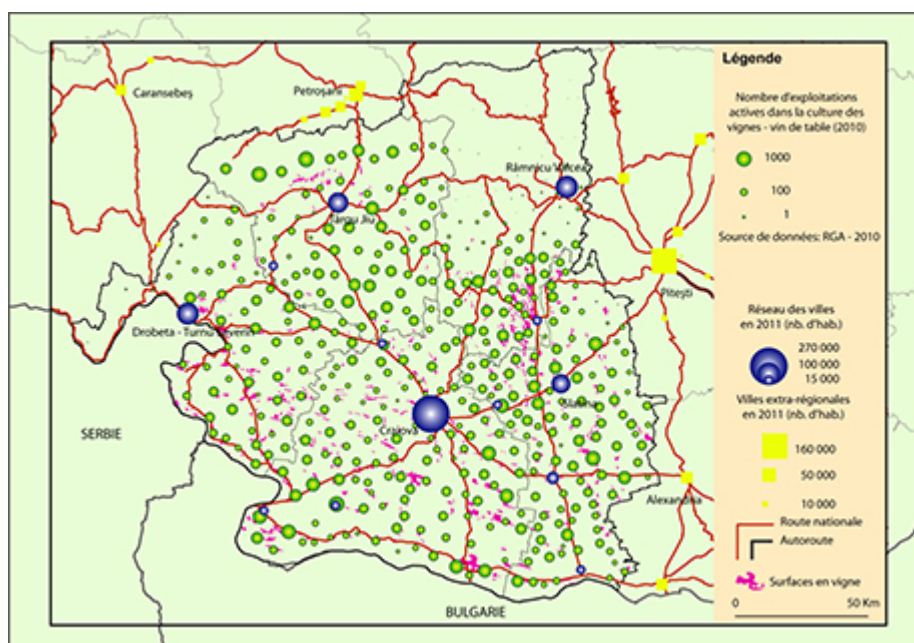 Légende
Nombre d'exploitations
actives dans la culture des
vignes - vin de table (2010)
1000
100
1
Source de données: RGA - 2010
Réseau des villes
en 2011 (nb. d'hab.)
270 000
100 000
15 000
Villes extra-régionales
en 2011 (nb. d'hab.)
160 000
50 000
10 000
Route nationale
Autoroute
Surfaces en vigne
0 50 Km
Caransebeș
Petroșani
Râmnicu Vâlcea
Târgu Jiu
Pitești
Drobeta - Turnu Severin
Slatina
Craiova
SERBIE
Alexandria
BULGARIE